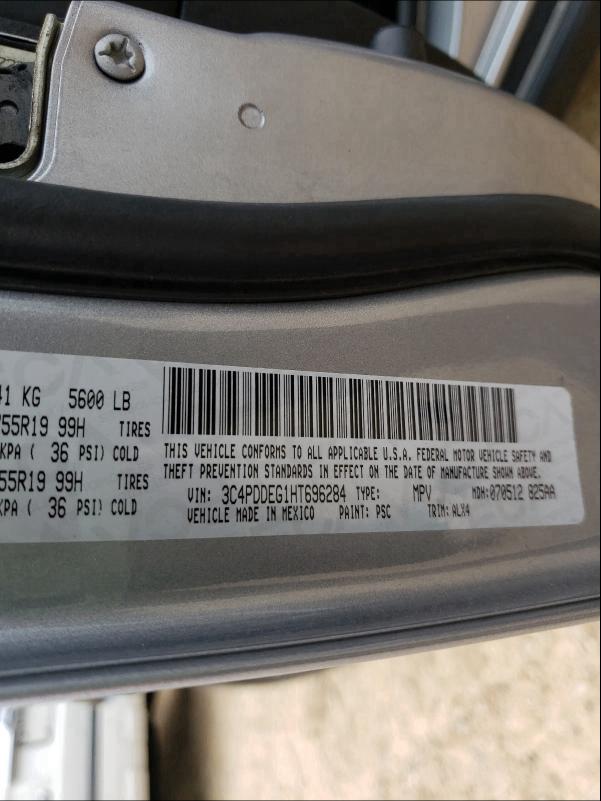 41 KG 5600 LB
55R19 99H TIRES
KPA ( 36 PSI) COLD
55R19 99H TIRES
KPA ( 36 PSI) COLD
THIS VEHICLE CONFORMS TO ALL APPLICABLE U.S.A. FEDERAL MOTOR VEHICLE SAFETY AND
THEFT PREVENTION STANDARDS IN EFFECT ON THE DATE OF MANUFACTURE SHOWN ABOVE.
VIN: 3C4PDDEG1HT696284 TYPE: MPV MDH:070512 825AA
VEHICLE MADE IN MEXICO PAINT: PSC TRIM: ALX4